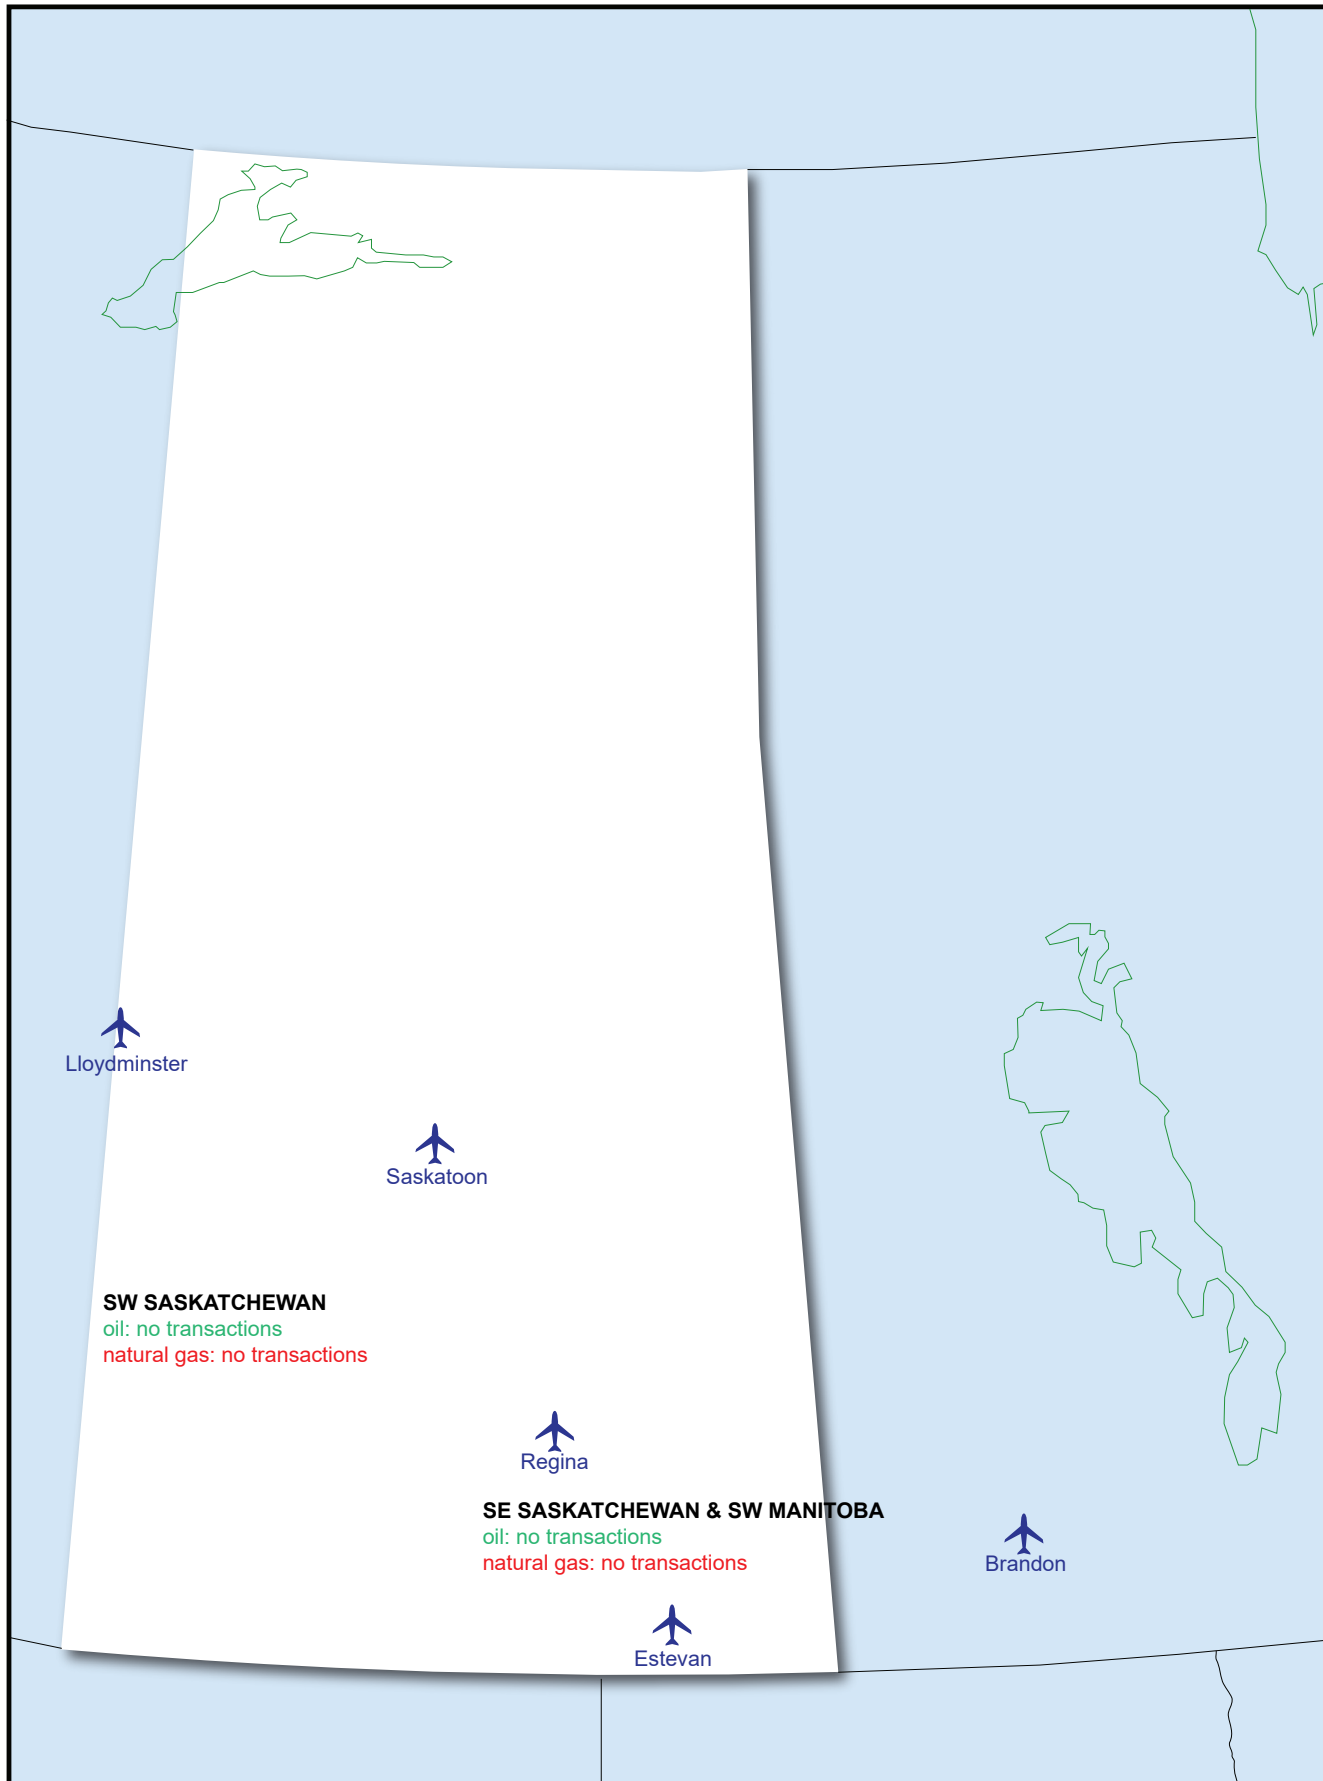 Lloydminster
Saskatoon
SW SASKATCHEWAN
oil: no transactions
natural gas: no transactions
Regina
SE SASKATCHEWAN & SW MANITOBA
oil: no transactions
natural gas: no transactions
Brandon
Estevan